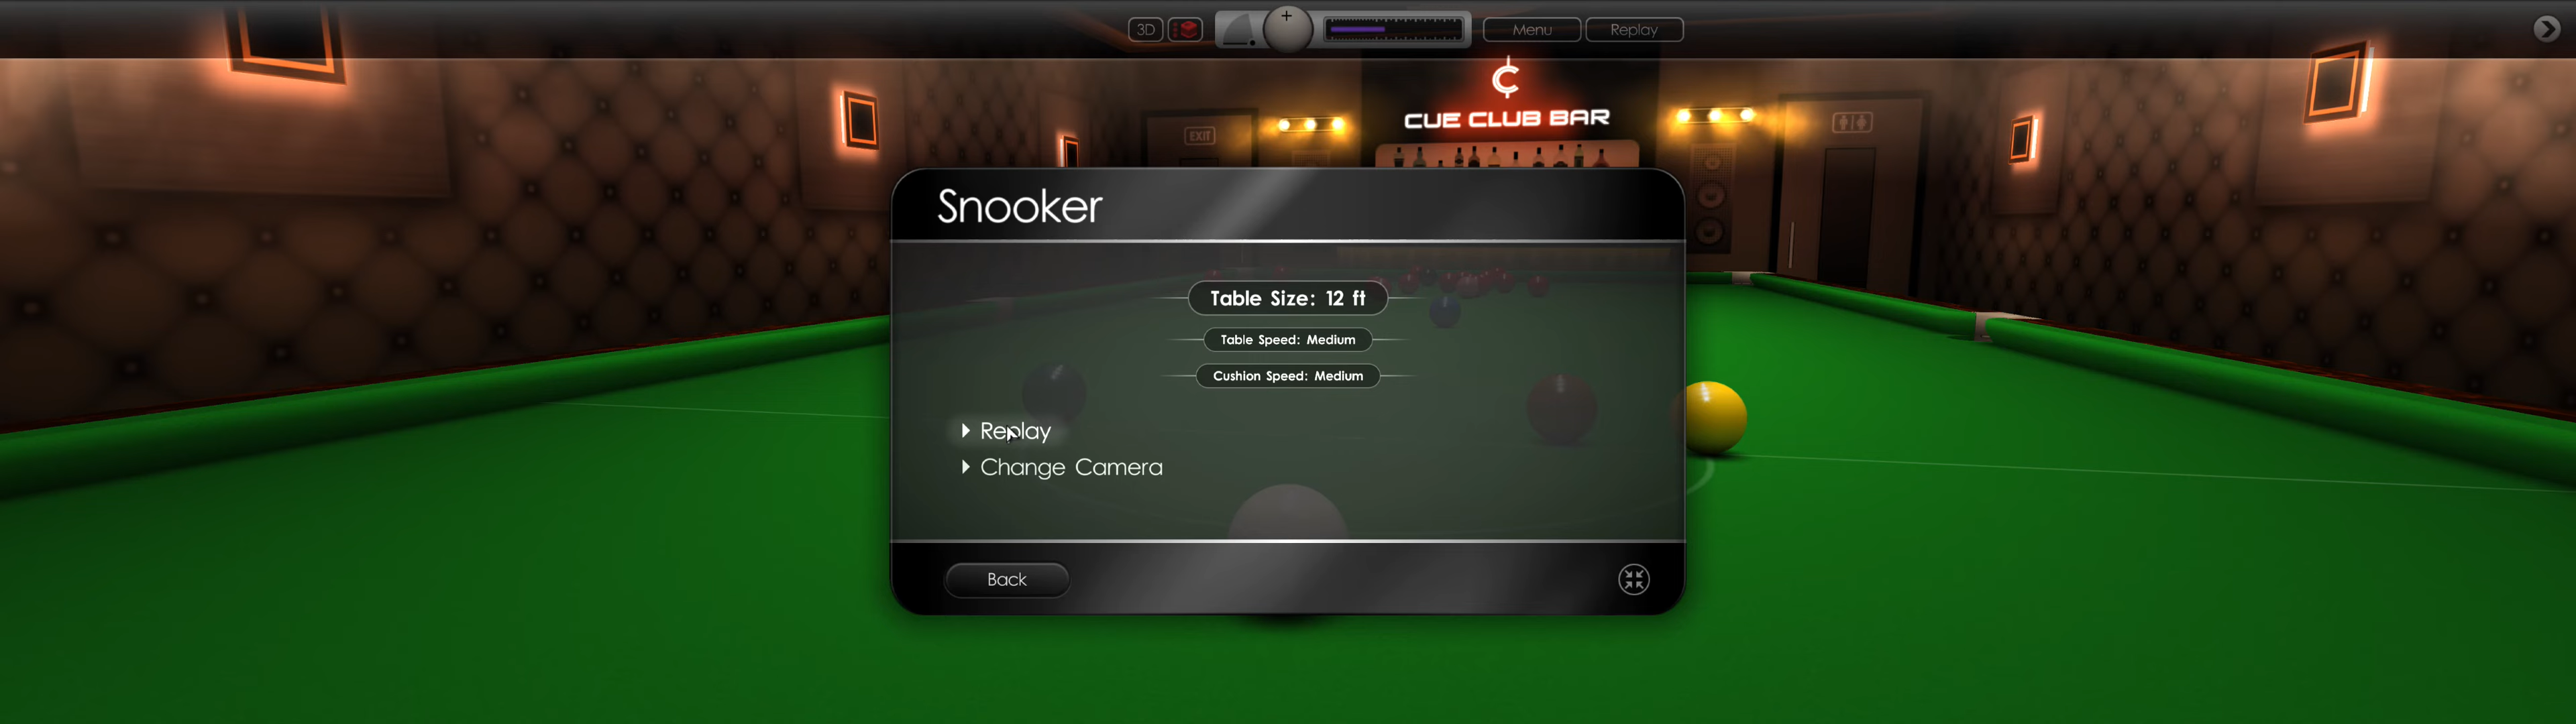 3D
Menu
Replay
EXIT
CUE CLUB BAR
Snooker
Table Size: 12 ft
Table Speed: Medium
Cushion Speed: Medium
Replay
Change Camera
Back